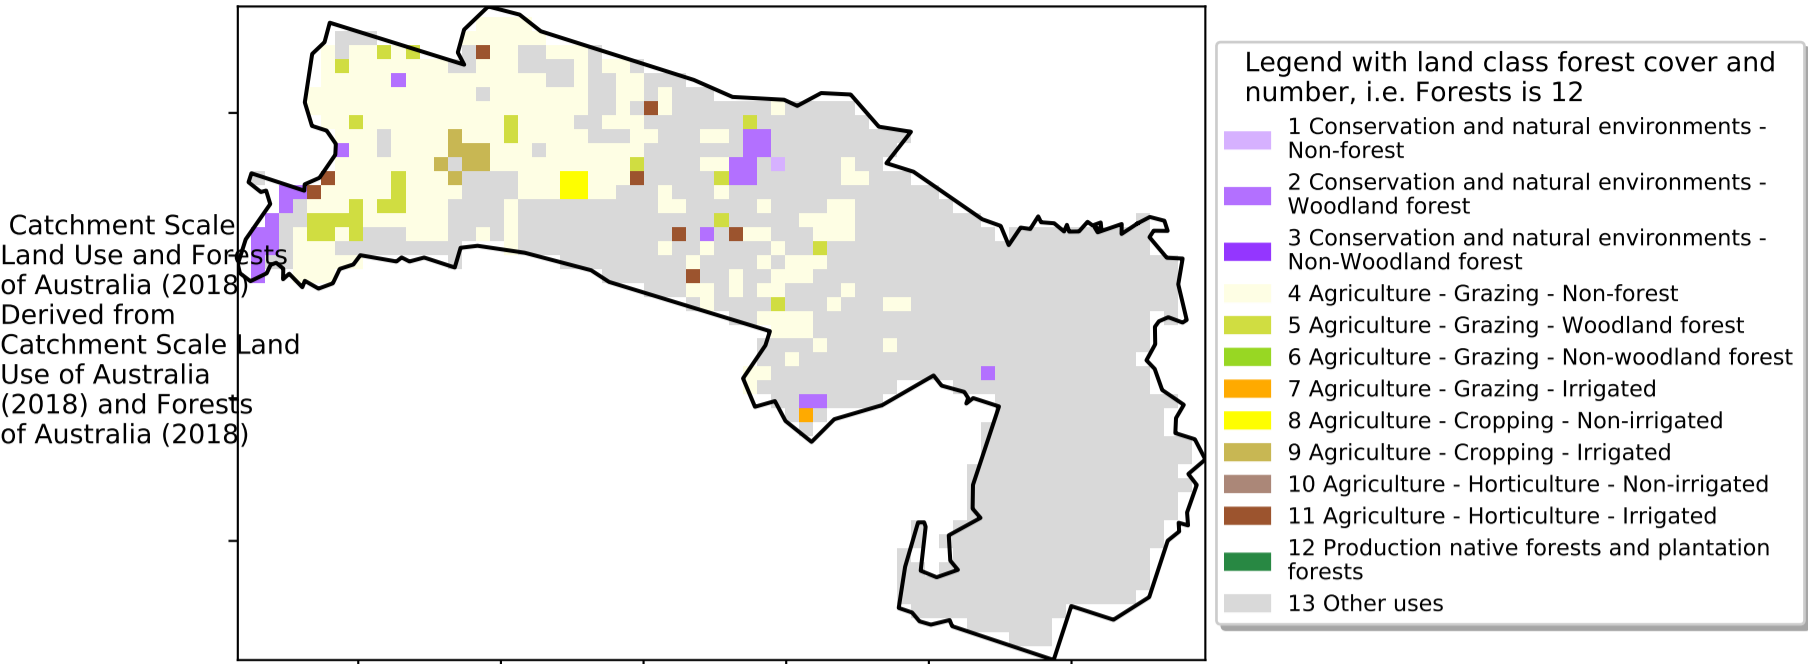 Catchment Scale
Land Use and Forests
of Australia (2018)
Derived from
Catchment Scale Land
Use of Australia
(2018) and Forests
of Australia (2018)
Legend with land class forest cover and
number, i.e. Forests is 12
1 Conservation and natural environments -
Non-forest
2 Conservation and natural environments -
Woodland forest
3 Conservation and natural environments -
Non-Woodland forest
4 Agriculture - Grazing - Non-forest
5 Agriculture - Grazing - Woodland forest
6 Agriculture - Grazing - Non-woodland forest
7 Agriculture - Grazing - Irrigated
8 Agriculture - Cropping - Non-irrigated
9 Agriculture - Cropping - Irrigated
10 Agriculture - Horticulture - Non-irrigated
11 Agriculture - Horticulture - Irrigated
12 Production native forests and plantation
forests
13 Other uses